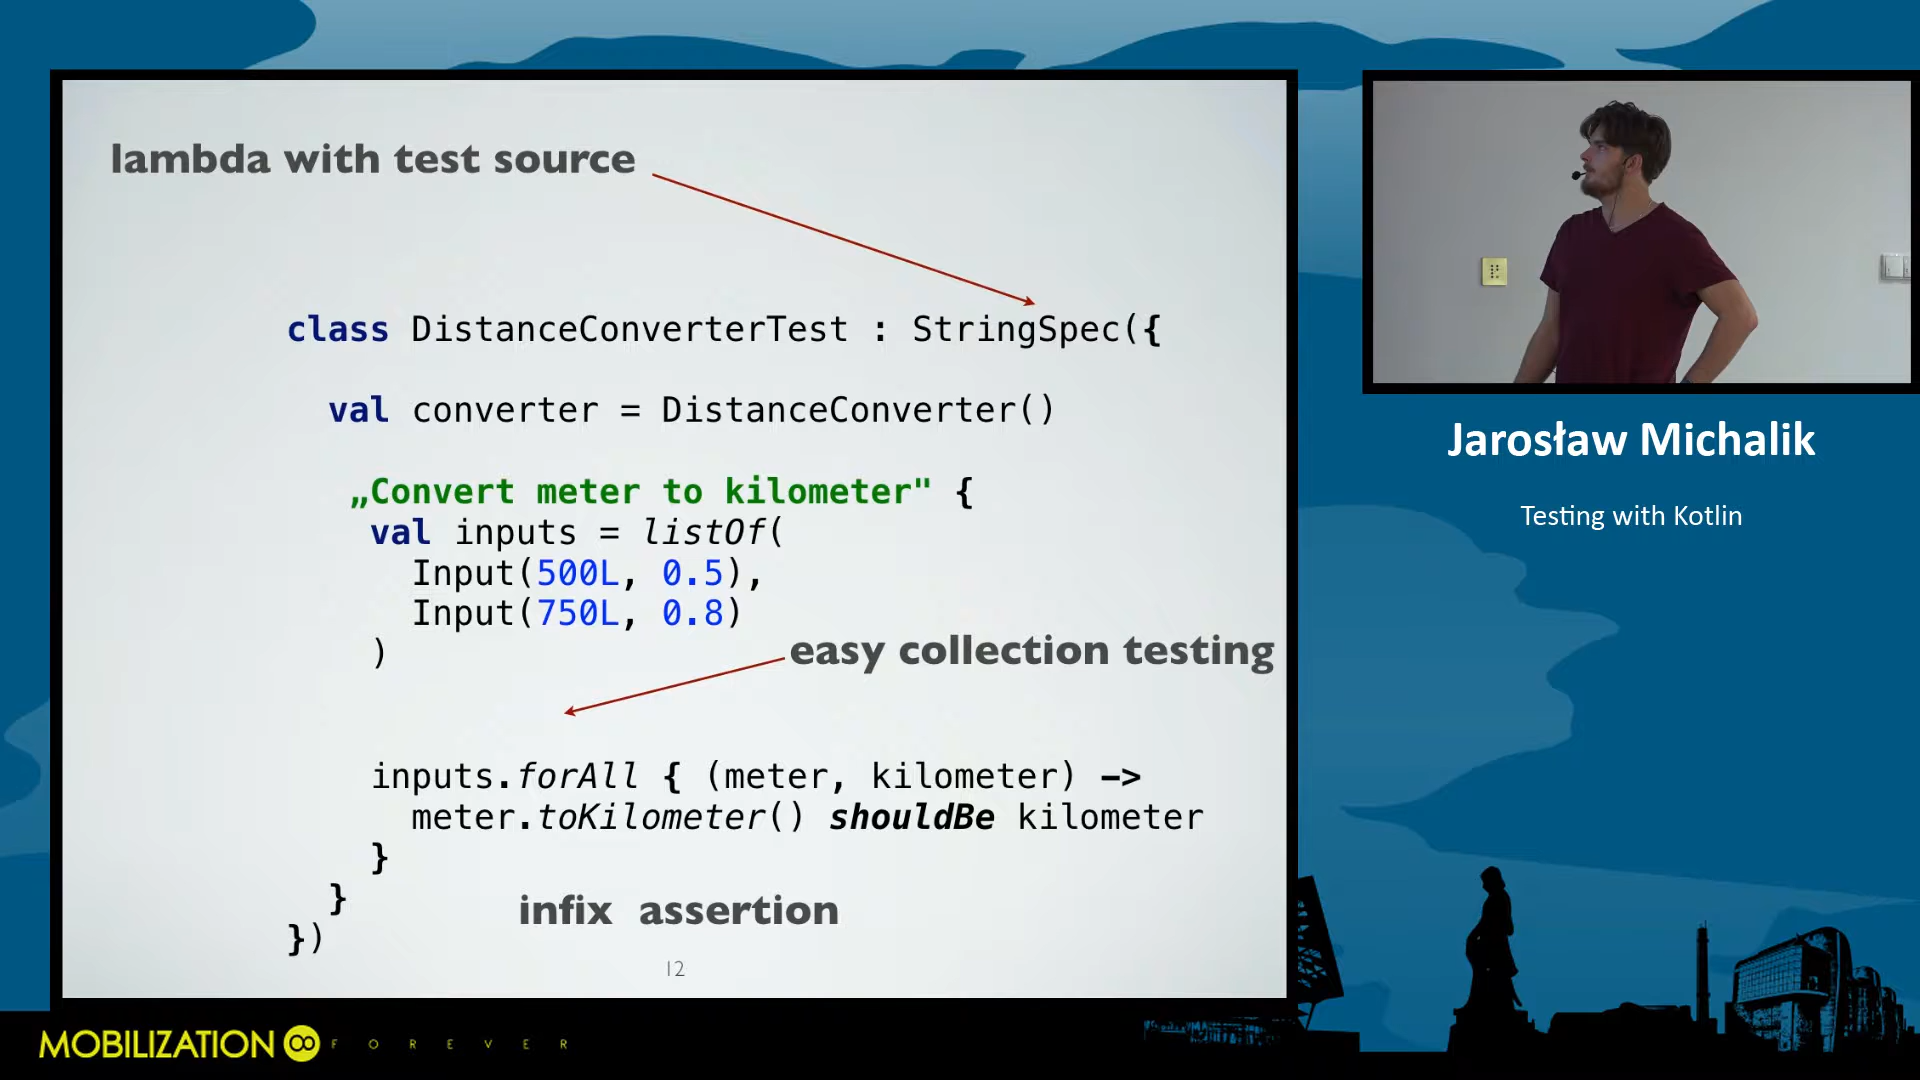 lambda with test source
class DistanceConverterTest : StringSpec({
val converter = DistanceConverter()
„Convert meter to kilometer" {
val inputs = listOf(
Input(500L, 0.5),
Input(750L, 0.8)
)
easy collection testing
inputs.forAll { (meter, kilometer) ->
meter.toKilometer() shouldBe kilometer
}
}
infix assertion
})
12
Jarosław Michalik
Testing with Kotlin
MOBILIZATION FOREVER